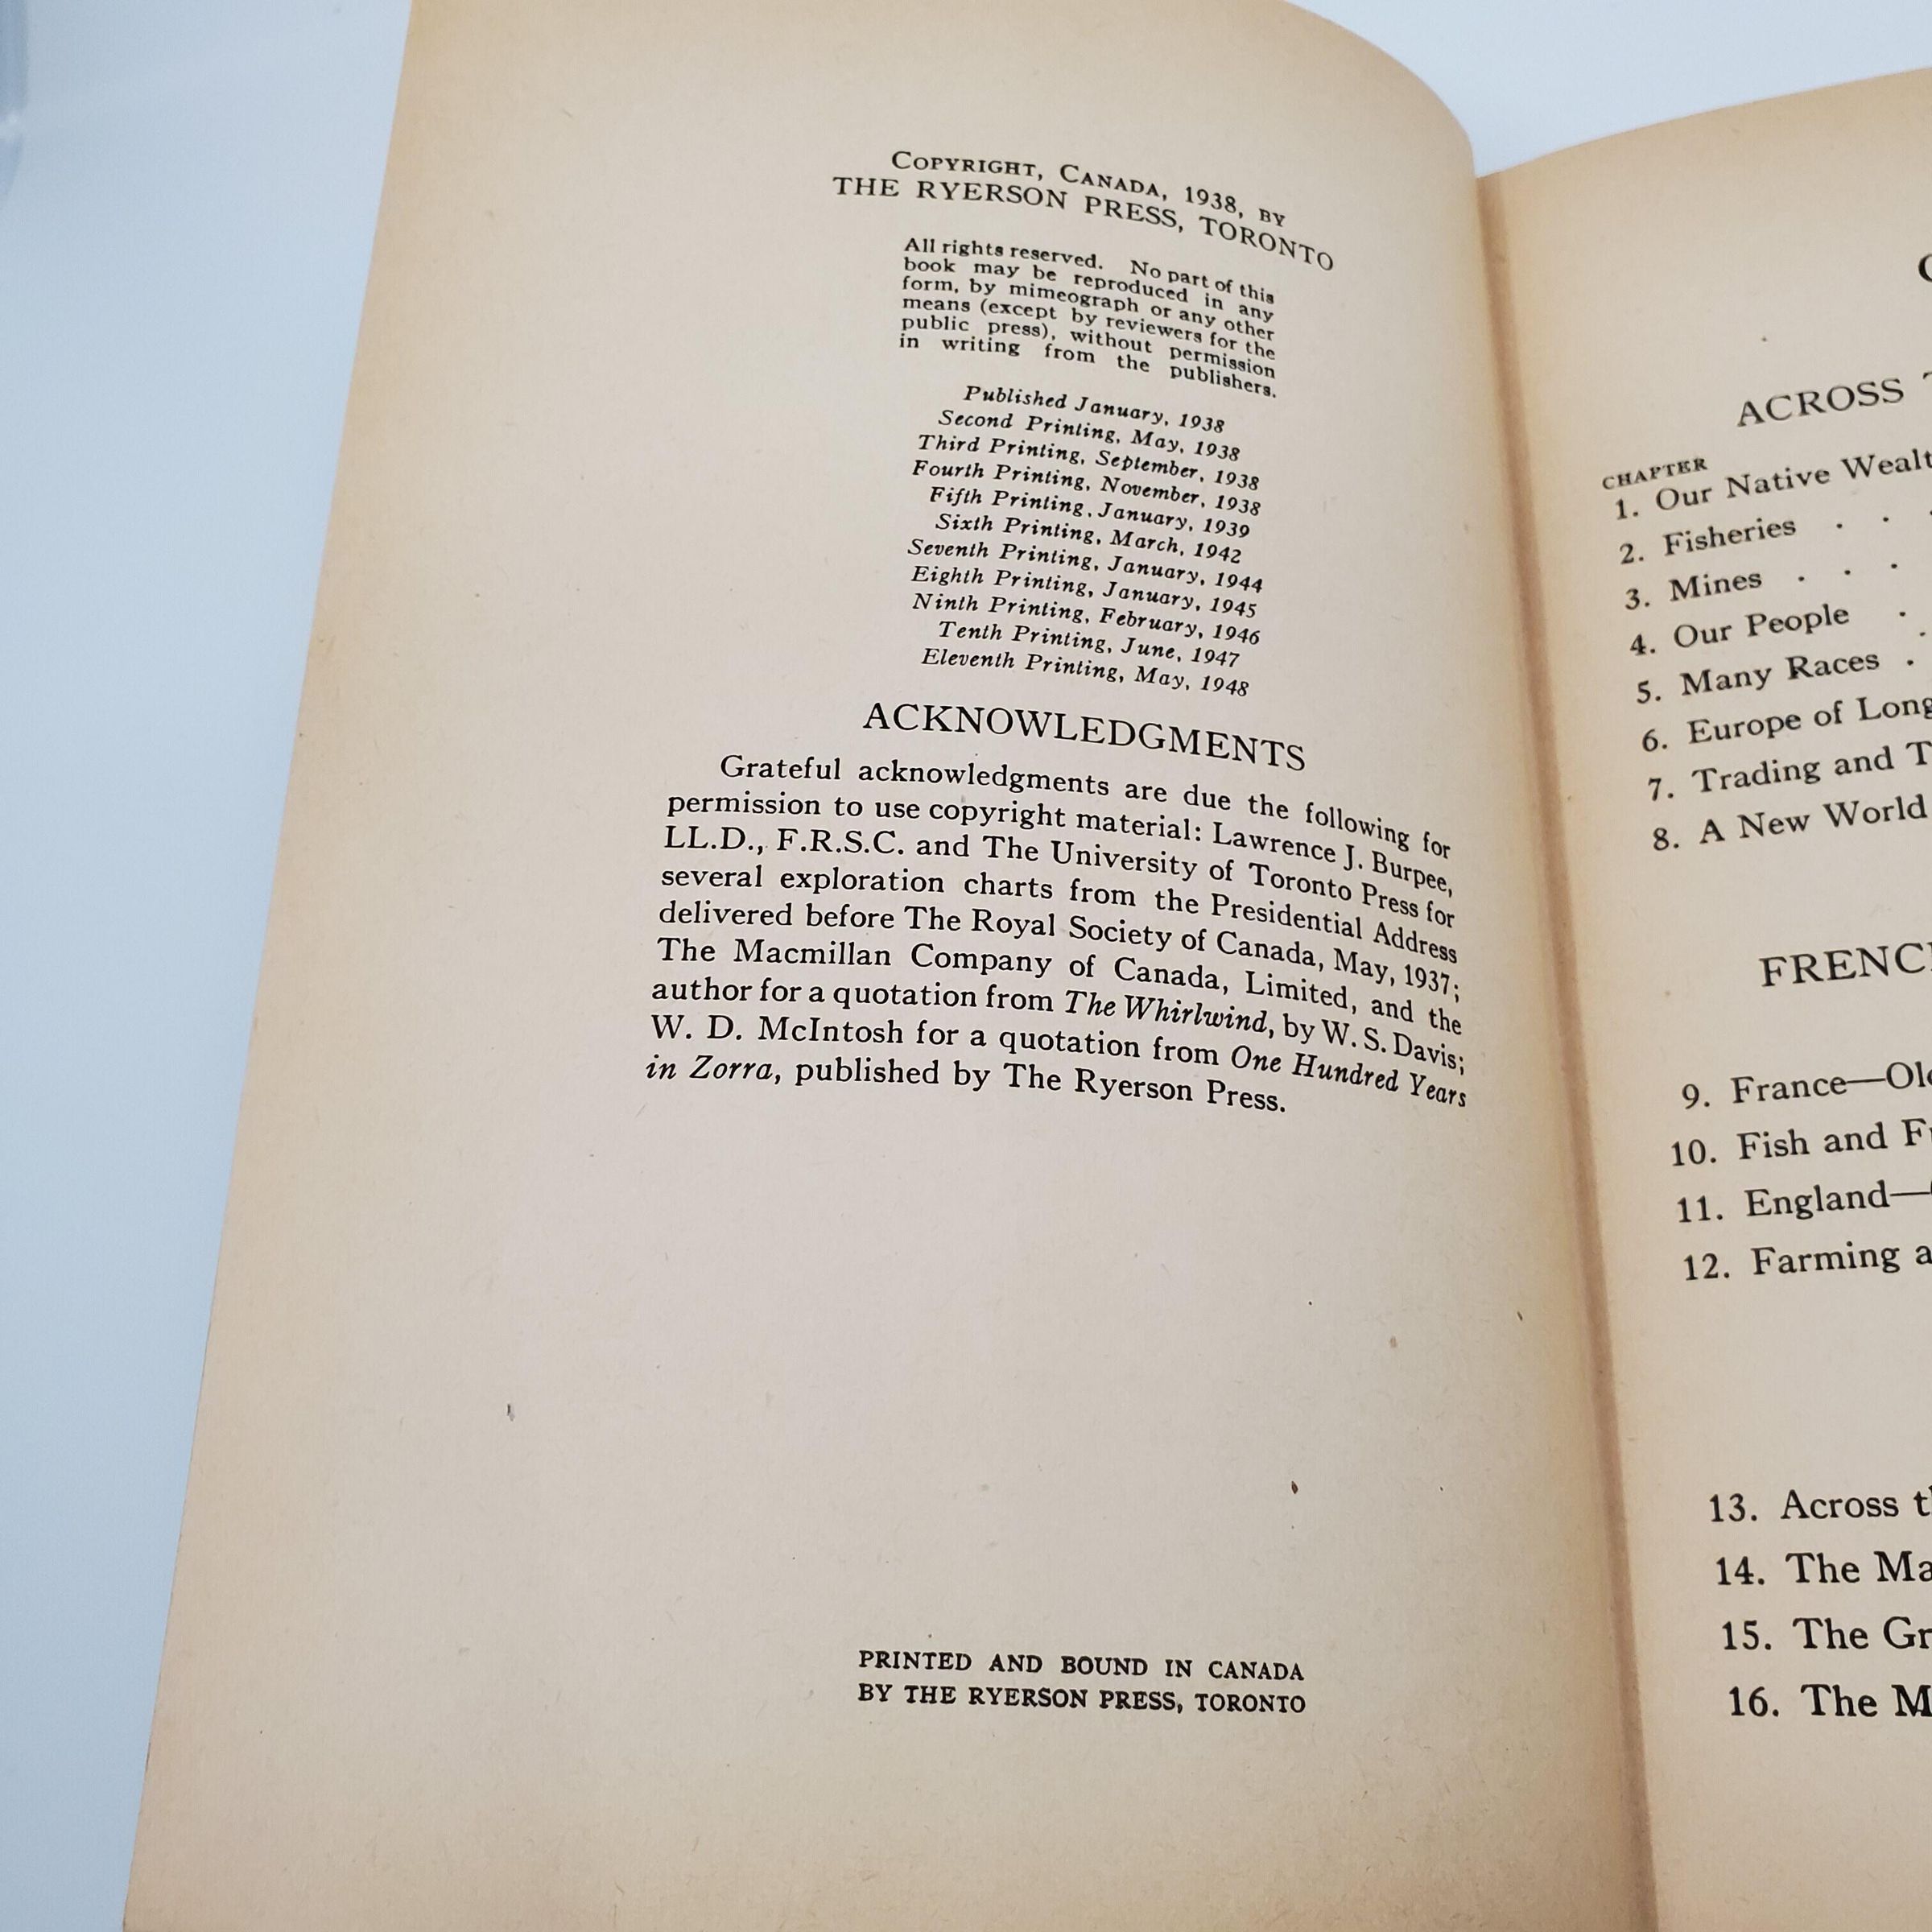 COPYRIGHT, CANADA, 1938, BY
THE RYERSON PRESS, TORONTO
All rights reserved. No part of this
book may be reproduced in any
form, by mimeograph or any other
means (except by reviewers for the
public press), without permission
in writing from the publishers.
Published January, 1938
Second Printing, May, 1938
Third Printing, September, 1938
Fourth Printing, November, 1938
Fifth Printing, January, 1939
Sixth Printing, March, 1942
Seventh Printing, January, 1944
Eighth Printing, January, 1945
Ninth Printing, February, 1946
Tenth Printing, June, 1947
Eleventh Printing, May, 1948
ACKNOWLEDGMENTS
Grateful acknowledgments are due the following for
permission to use copyright material: Lawrence J. Burpee,
LL.D., F.R.S.C. and The University of Toronto Press for
several exploration charts from the Presidential Address
delivered before The Royal Society of Canada, May, 1937;
The Macmillan Company of Canada, Limited, and the
author for a quotation from The Whirlwind, by W. S. Davis;
W. D. McIntosh for a quotation from One Hundred Years
in Zorra, published by The Ryerson Press.
PRINTED AND BOUND IN CANADA
BY THE RYERSON PRESS, TORONTO
ACROSS
CHAPTER
1. Our Native
2. Fisheries . .
3. Mines . . .
4. Our People .
5. Many Races .
6. Europe of
7. Trading and
8. A New World
9. France—
10. Fish and
11. England—
12. Farming
13. Across
14. The
15. The
16. The